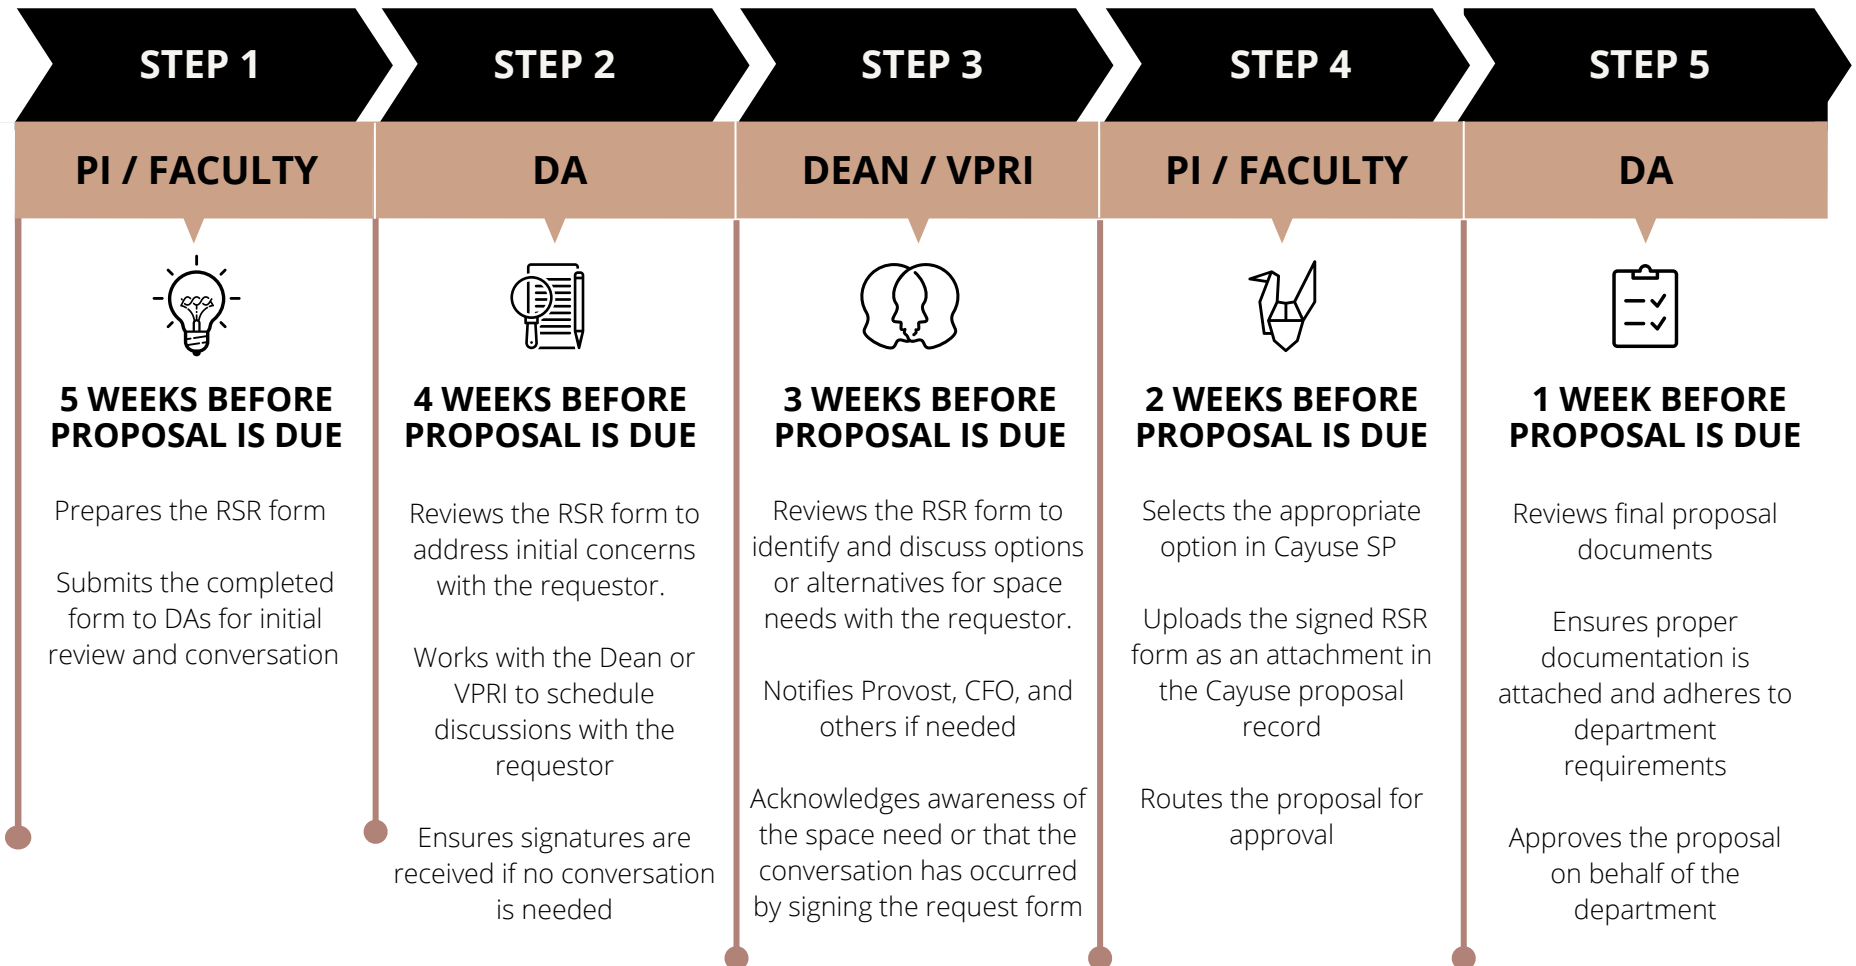 STEP 1
PI / FACULTY
5 WEEKS BEFORE
PROPOSAL IS DUE
Prepares the RSR form
Submits the completed
form to DAs for initial
review and conversation
STEP 2
DA
4 WEEKS BEFORE
PROPOSAL IS DUE
Reviews the RSR form to
address initial concerns
with the requestor.
Works with the Dean or
VPRI to schedule
discussions with the
requestor
Ensures signatures are
received if no conversation
is needed
STEP 3
DEAN / VPRI
3 WEEKS BEFORE
PROPOSAL IS DUE
Reviews the RSR form to
identify and discuss options
or alternatives for space
needs with the requestor.
Notifies Provost, CFO, and
others if needed
Acknowledges awareness of
the space need or that the
conversation has occurred
by signing the request form
STEP 4
PI / FACULTY
2 WEEKS BEFORE
PROPOSAL IS DUE
Selects the appropriate
option in Cayuse SP
Uploads the signed RSR
form as an attachment in
the Cayuse proposal
record
Routes the proposal for
approval
STEP 5
DA
1 WEEK BEFORE
PROPOSAL IS DUE
Reviews final proposal
documents
Ensures proper
documentation is
attached and adheres to
department
requirements
Approves the proposal
on behalf of the
department